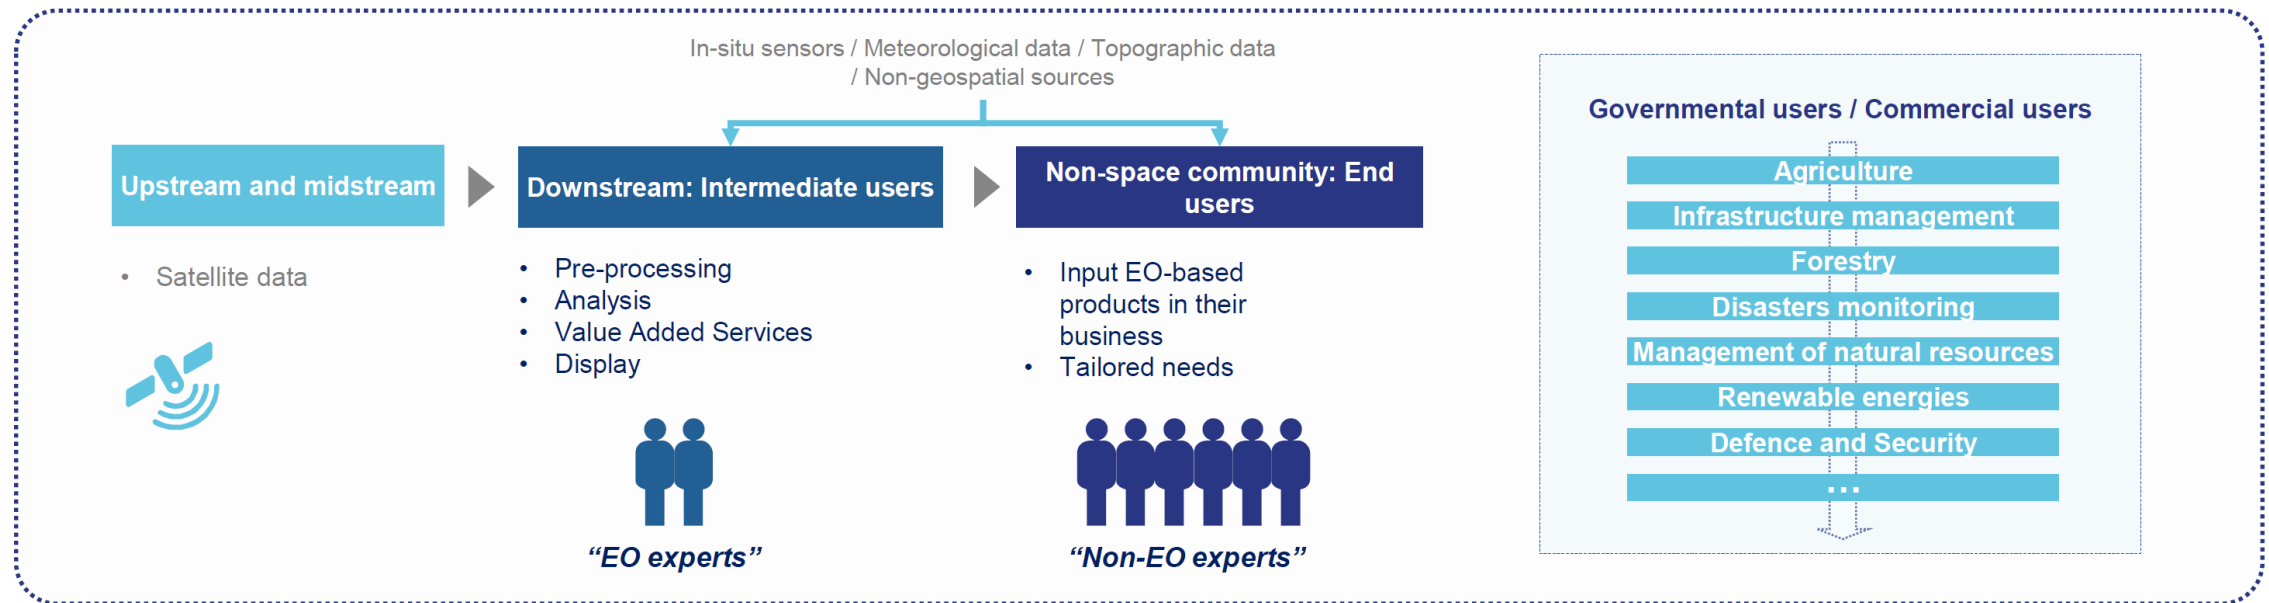 In-situ sensors / Meteorological data / Topographic data
/ Non-geospatial sources
Upstream and midstream
• Satellite data
Downstream: Intermediate users
• Pre-processing
• Analysis
• Value Added Services
• Display
“EO experts”
Non-space community: End
users
• Input EO-based
products in their
business
• Tailored needs
“Non-EO experts”
Governmental users / Commercial users
Agriculture
Infrastructure management
Forestry
Disasters monitoring
Management of natural resources
Renewable energies
Defence and Security
...